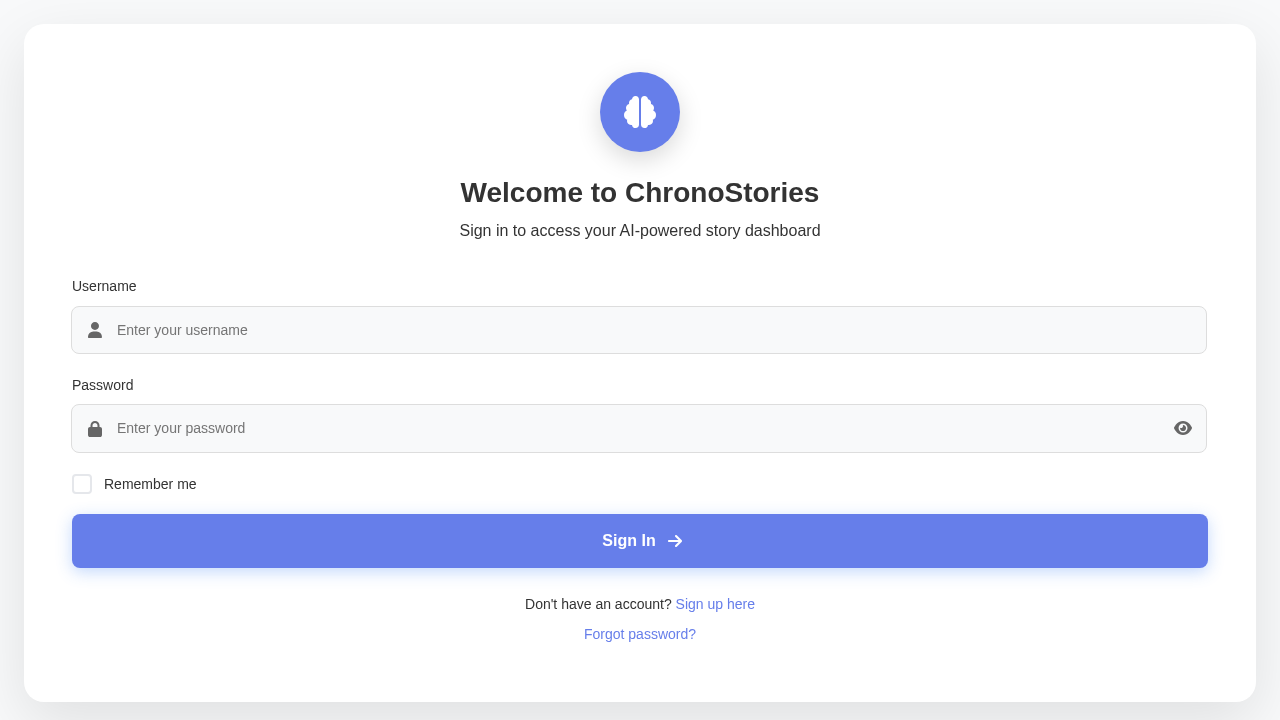 Welcome to ChronoStories
Sign in to access your AI-powered story dashboard
Username
Enter your username
Password
Enter your password
Remember me
Sign In
Don't have an account? Sign up here
Forgot password?